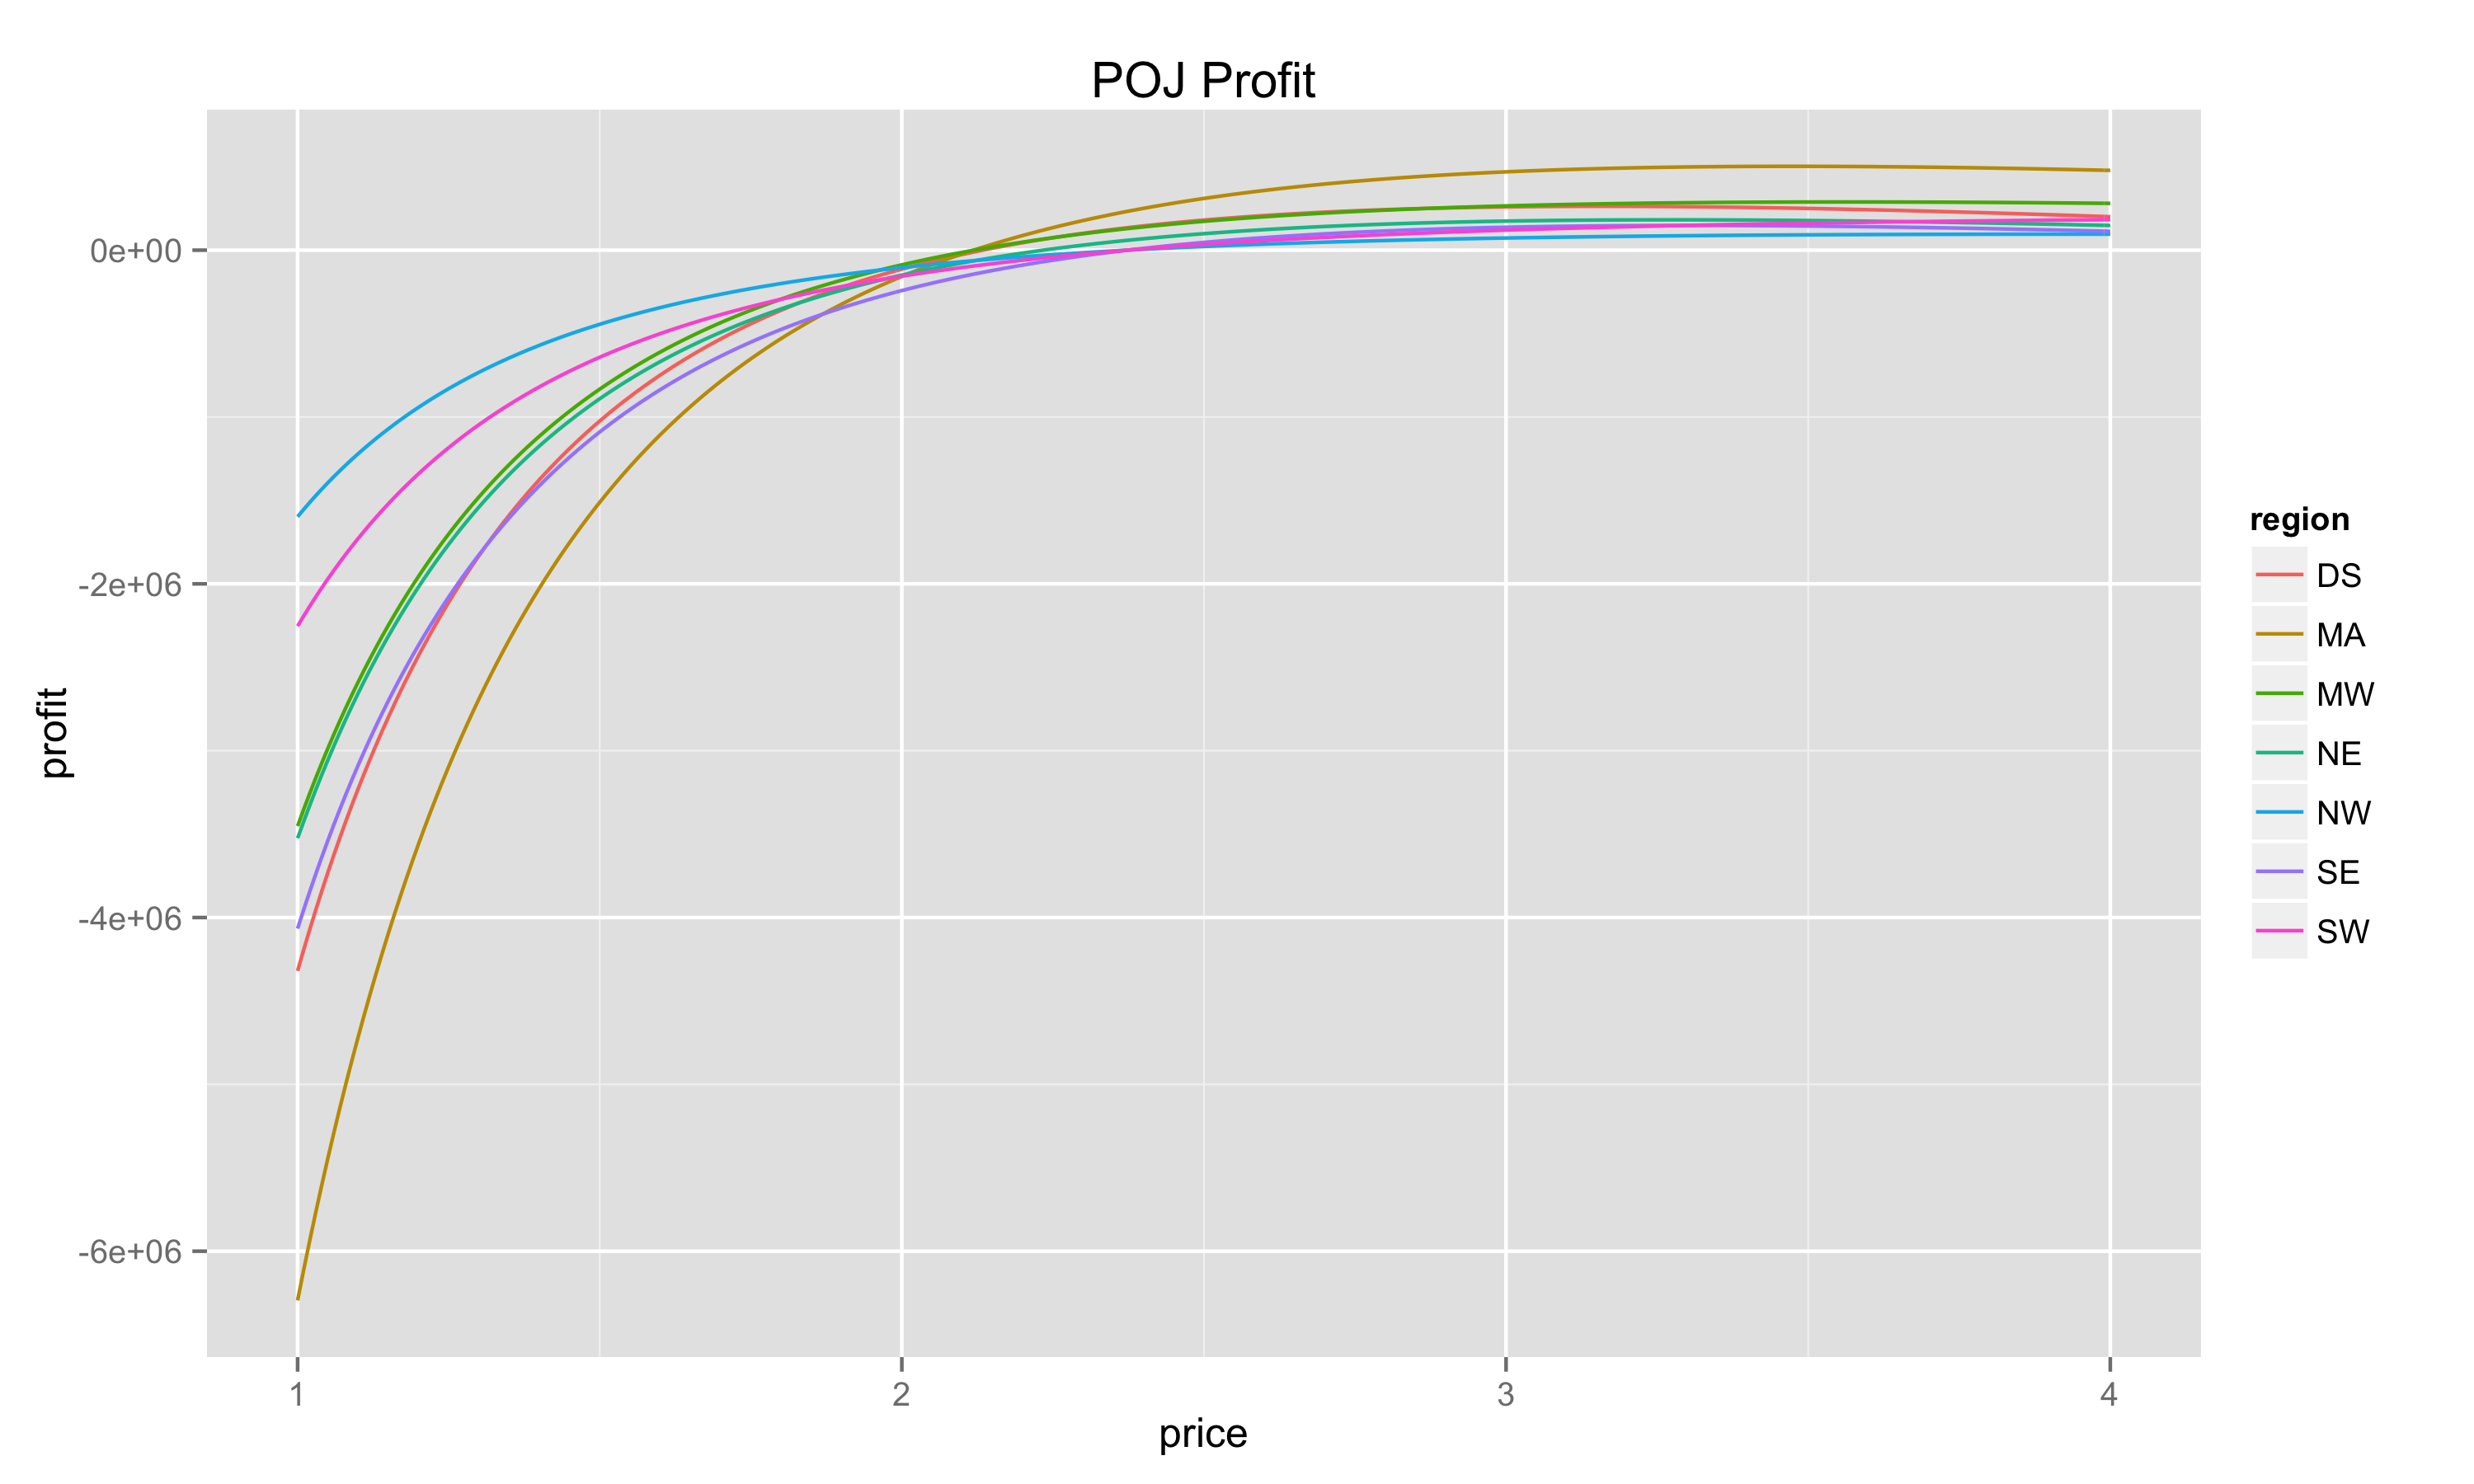 POJ Profit
0e+00
-2e+06
-4e+06
-6e+06
profit
1 2 3 4
price
region
DS
MA
MW
NE
NW
SE
SW